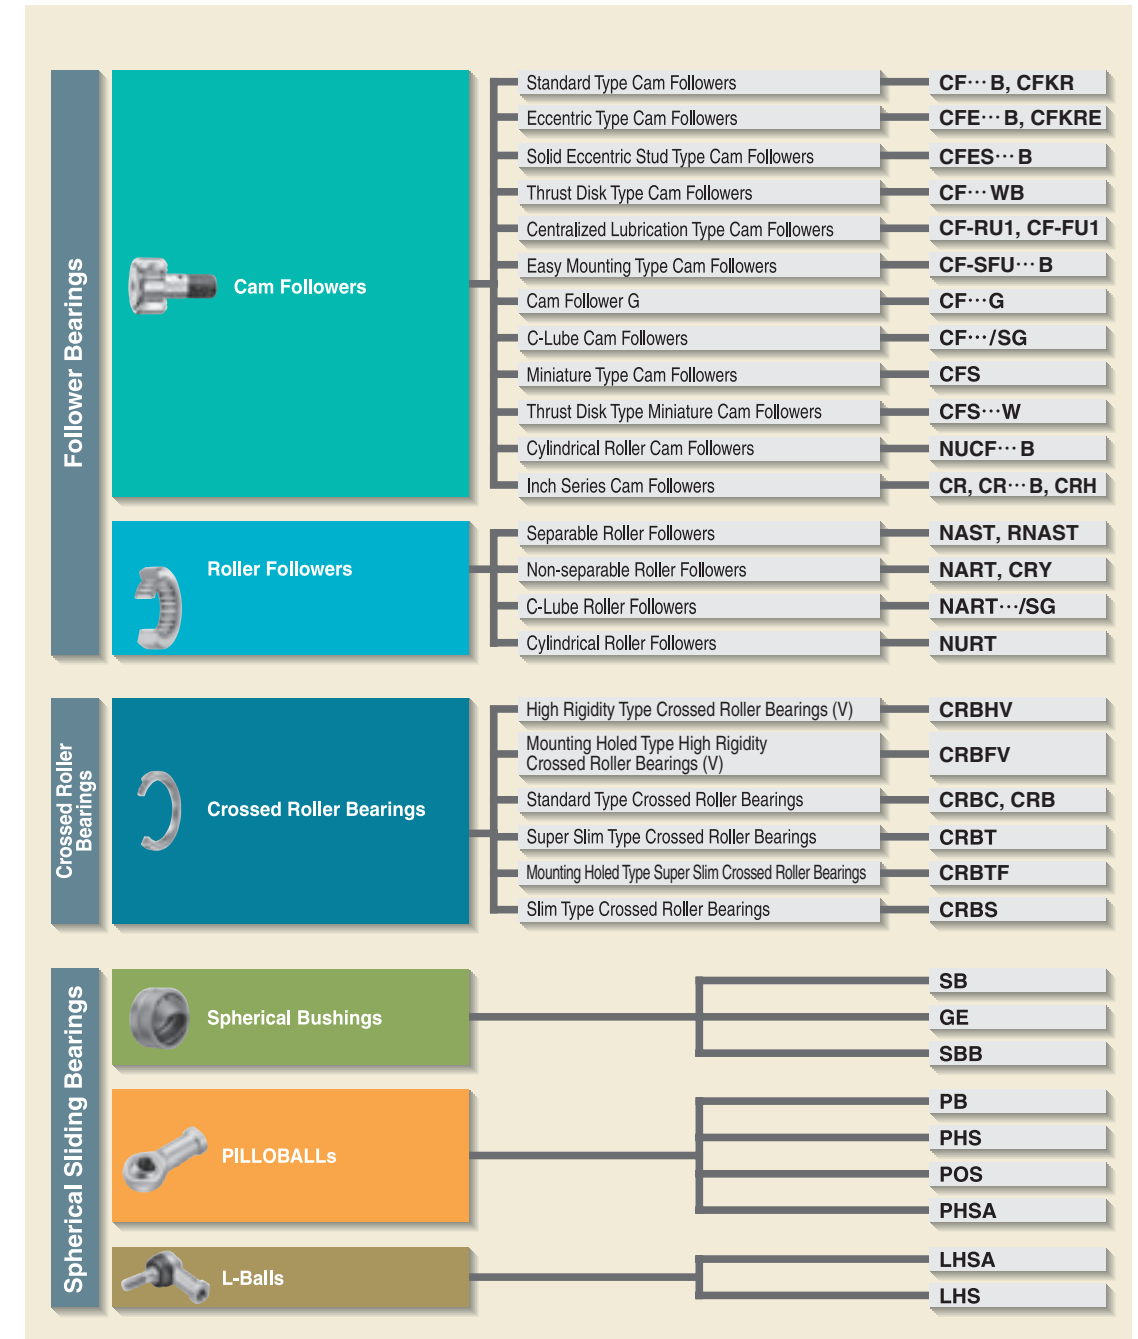 Follower Bearings
Cam Followers
Standard Type Cam Followers
CF··· B, CFKR
Eccentric Type Cam Followers
CFE··· B, CFKRE
Solid Eccentric Stud Type Cam Followers
CFES··· B
Thrust Disk Type Cam Followers
CF··· WB
Centralized Lubrication Type Cam Followers
CF-RU1, CF-FU1
Easy Mounting Type Cam Followers
CF-SFU··· B
Cam Follower G
CF···G
C-Lube Cam Followers
CF···/SG
Miniature Type Cam Followers
CFS
Thrust Disk Type Miniature Cam Followers
CFS···W
Cylindrical Roller Cam Followers
NUCF··· B
Inch Series Cam Followers
CR, CR··· B, CRH
Roller Followers
Separable Roller Followers
NAST, RNAST
Non-separable Roller Followers
NART, CRY
C-Lube Roller Followers
NART···/SG
Cylindrical Roller Followers
NURT
Crossed Roller
Bearings
Crossed Roller Bearings
High Rigidity Type Crossed Roller Bearings (V)
CRBHV
Mounting Holed Type High Rigidity
Crossed Roller Bearings (V)
CRBFV
Standard Type Crossed Roller Bearings
CRBC, CRB
Super Slim Type Crossed Roller Bearings
CRBT
Mounting Holed Type Super Slim Crossed Roller Bearings
CRBTF
Slim Type Crossed Roller Bearings
CRBS
Spherical Sliding Bearings
Spherical Bushings
SB
GE
SBB
PILLOBALLs
PB
PHS
POS
PHSA
L-Balls
LHSA
LHS